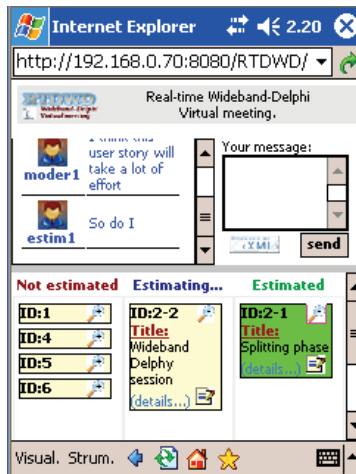 Internet Explorer 2.20
http://192.168.0.70:8080/RTDWD/
Real-time Wideband-Delphi
Virtual meeting.
I think this
user story will
take a lot of
effort
moder1
So do I
estim1
Your message:
send
Not estimated Estimating... Estimated
ID:1
ID:4
ID:5
ID:6
ID:2-2
Title:
Wideband
Delphy
session
(details...)
ID:2-1
Title:
Splitting phase
(details...)
Visual. Strum.